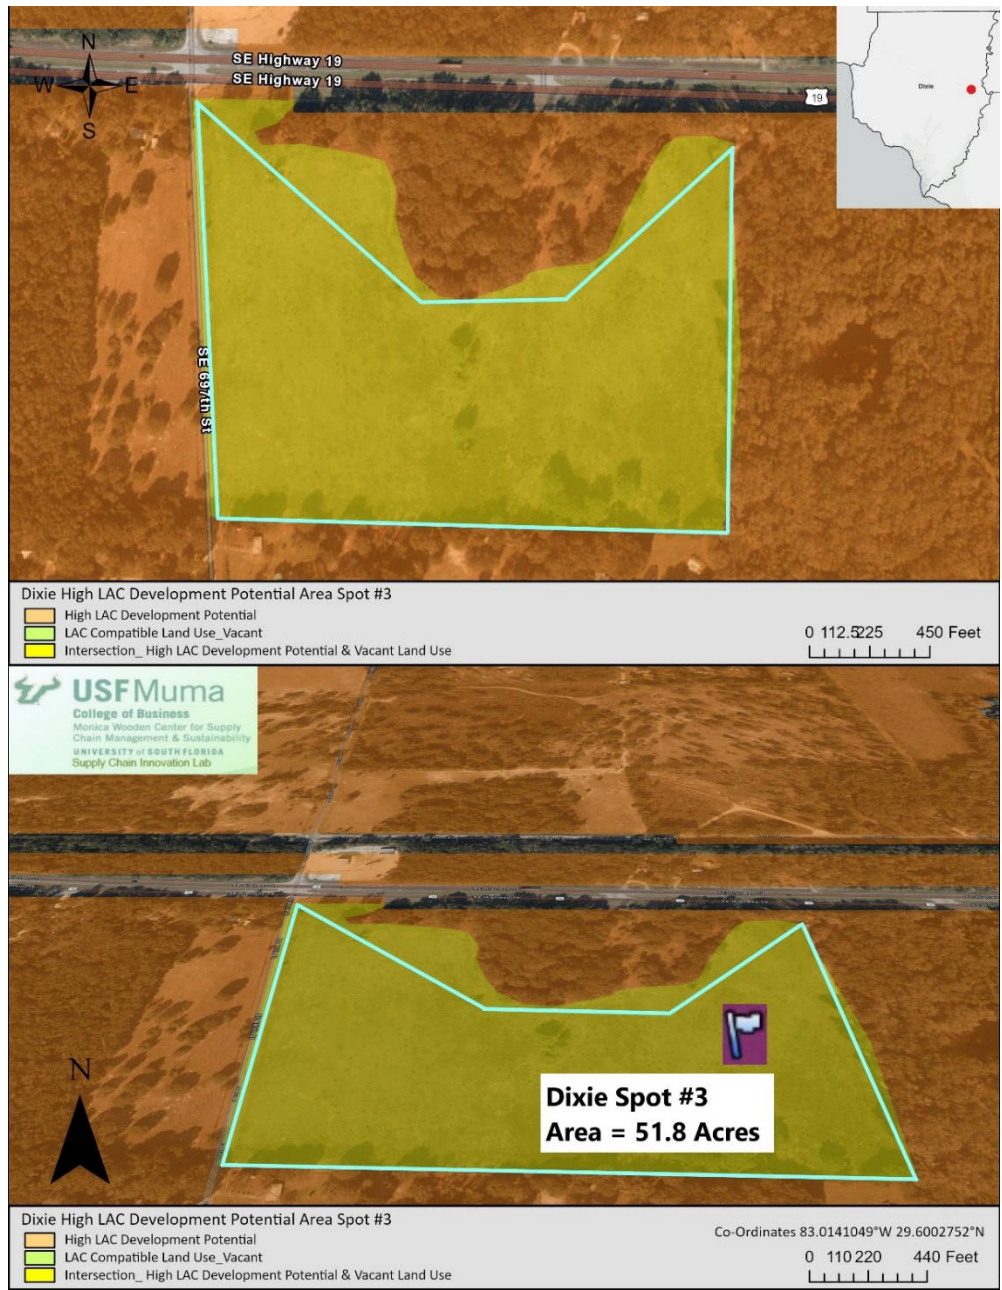 N
W E
S
SE Highway 19
SE Highway 19
19
Dixie
SE 697th St
Dixie High LAC Development Potential Area Spot #3
High LAC Development Potential
LAC Compatible Land Use_Vacant
Intersection_ High LAC Development Potential & Vacant Land Use
0 112.5225 450 Feet
USF Muma
College of Business
Monica Wooden Center for Supply
Chain Management & Sustainability
UNIVERSITY of SOUTH FLORIDA
Supply Chain Innovation Lab
N
Dixie Spot #3
Area = 51.8 Acres
Dixie High LAC Development Potential Area Spot #3
High LAC Development Potential
LAC Compatible Land Use_Vacant
Intersection_ High LAC Development Potential & Vacant Land Use
Co-Ordinates 83.0141049°W 29.6002752°N
0 110 220 440 Feet